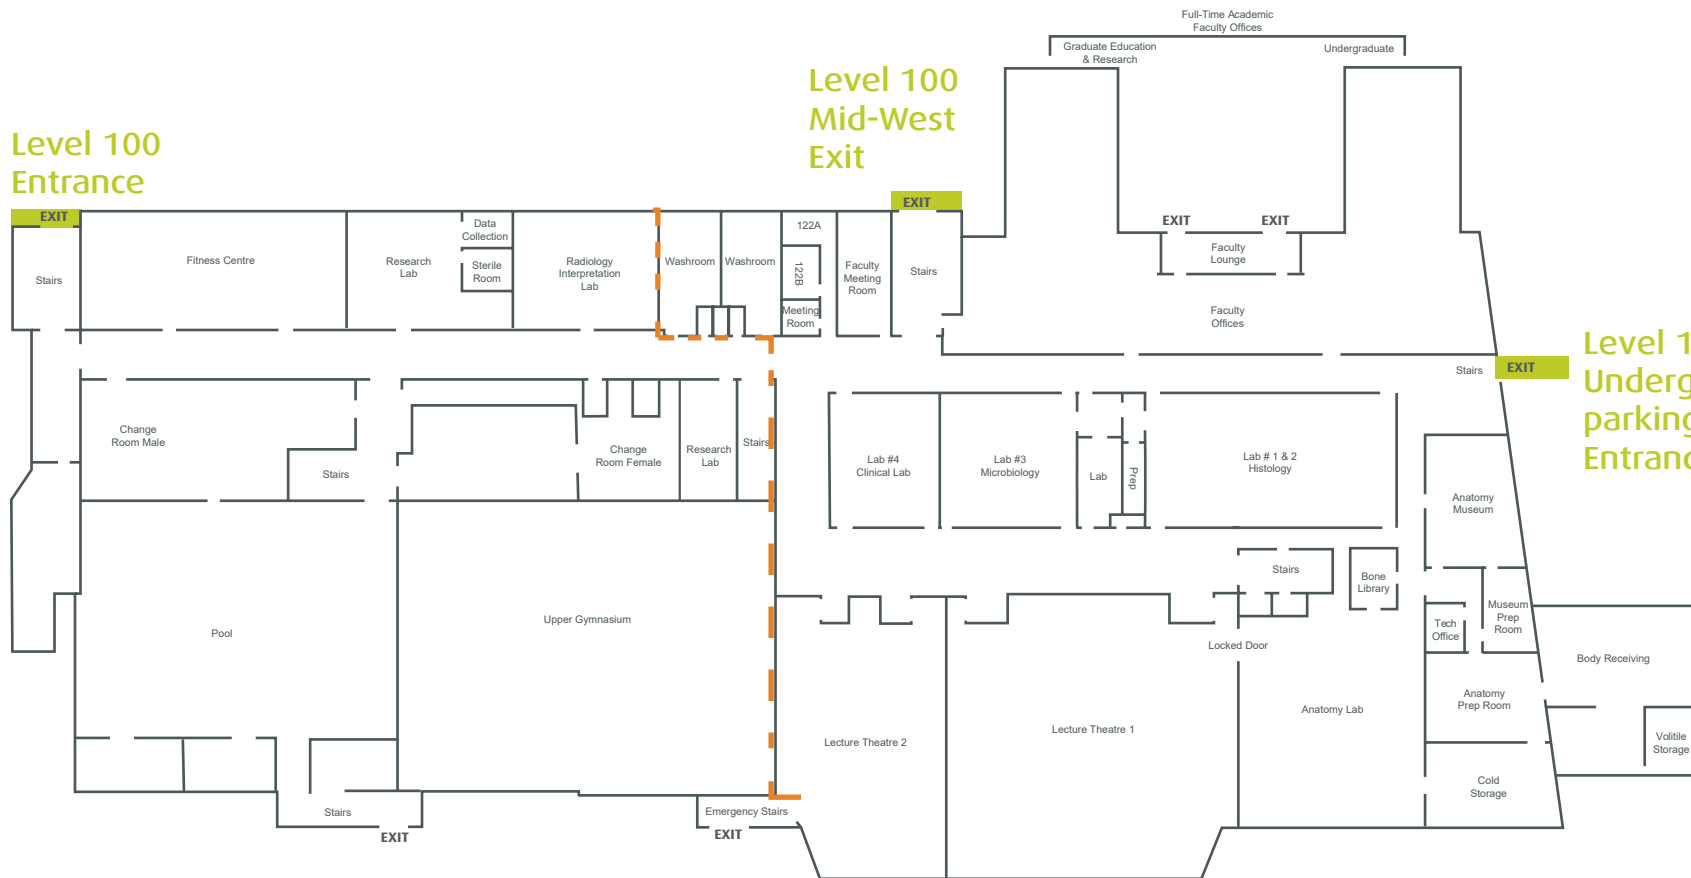 Full-Time Academic
Faculty Offices
Graduate Education
& Research
Undergraduate
Level 100
Mid-West
Exit
Level 100
Entrance
EXIT
EXIT
EXIT
EXIT
Stairs
Fitness Centre
Research
Lab
Data
Collection
Sterile
Room
Radiology
Interpretation
Lab
Washroom
Washroom
122A
122B
Meeting
Room
Faculty
Meeting
Room
Stairs
Faculty
Lounge
Faculty
Offices
Stairs
EXIT
Level 1
Underg
parking
Entranc
Change
Room Male
Stairs
Change
Room Female
Research
Lab
Stairs
Lab #4
Clinical Lab
Lab #3
Microbiology
Lab
Prep
Lab # 1 & 2
Histology
Anatomy
Museum
Stairs
Bone
Library
Pool
Upper Gymnasium
Tech
Office
Museum
Prep
Room
Locked Door
Body Receiving
Lecture Theatre 2
Lecture Theatre 1
Anatomy Lab
Anatomy
Prep Room
Volitile
Storage
Cold
Storage
Stairs
EXIT
Emergency Stairs
EXIT